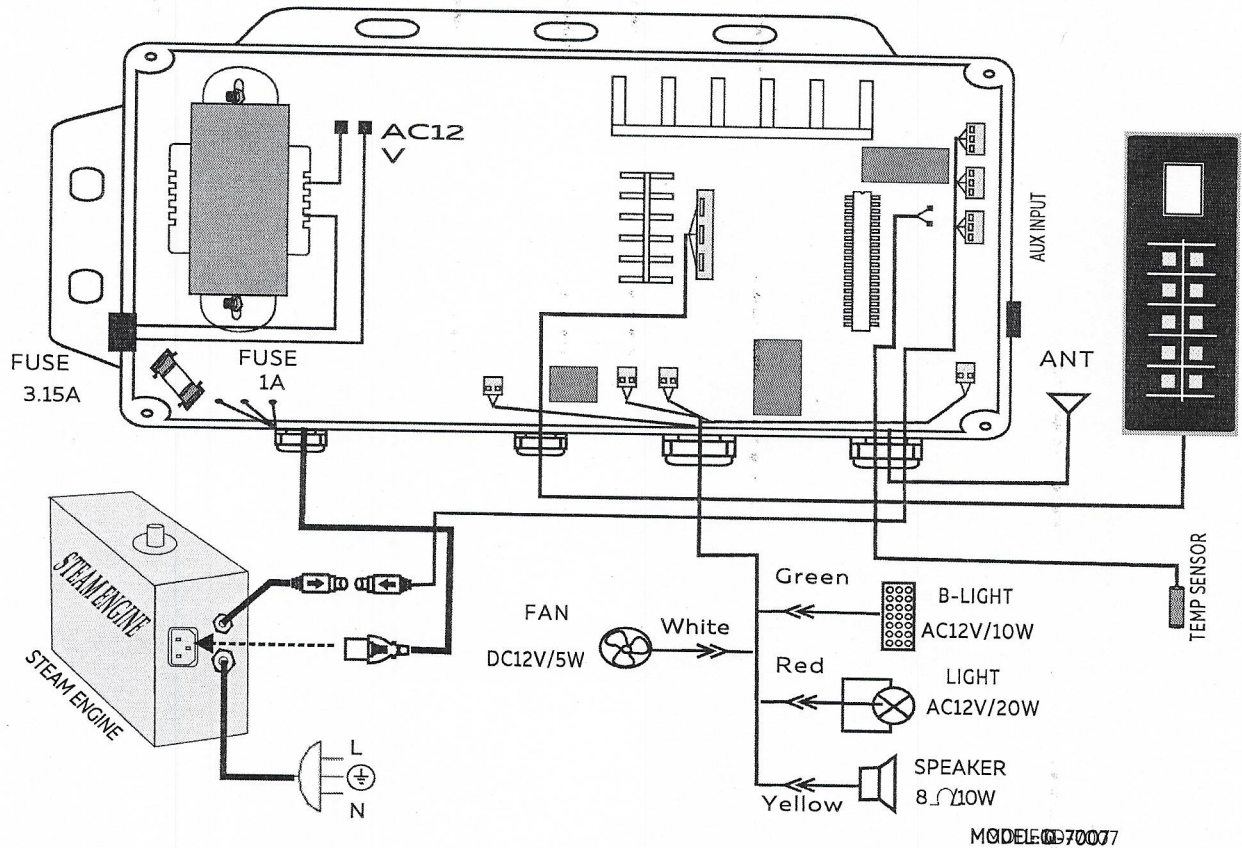 AC12
V
AUX INPUT
FUSE
3.15A
FUSE
1A
ANT
STEAM ENGINE
STEAM ENGINE
TEMP SENSOR
Green
B-LIGHT
AC12V/10W
FAN
DC12V/5W
White
Red
LIGHT
AC12V/20W
L
N
SPEAKER
8Ω/10W
Yellow